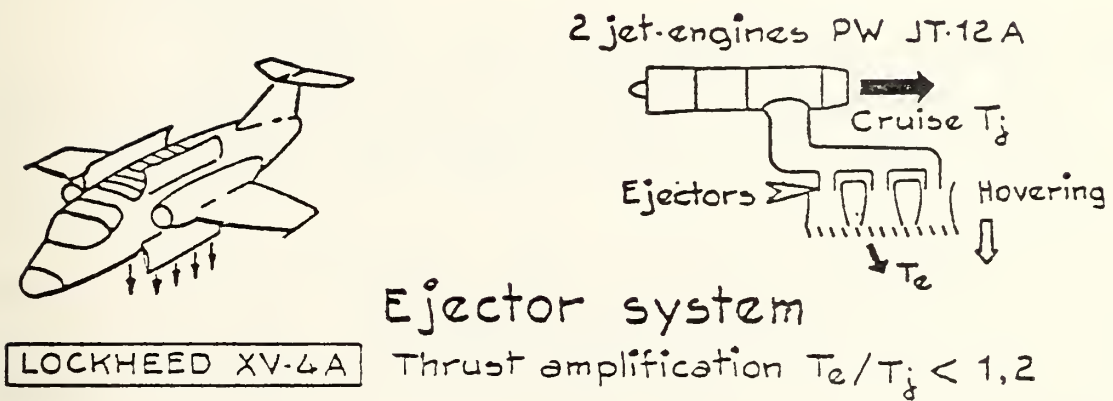 2 jet-engines PW JT-12A
Cruise Tj
Ejectors
Hovering
Te
Ejector system
LOCKHEED XV-4A
Thrust amplification Te/Tj < 1,2